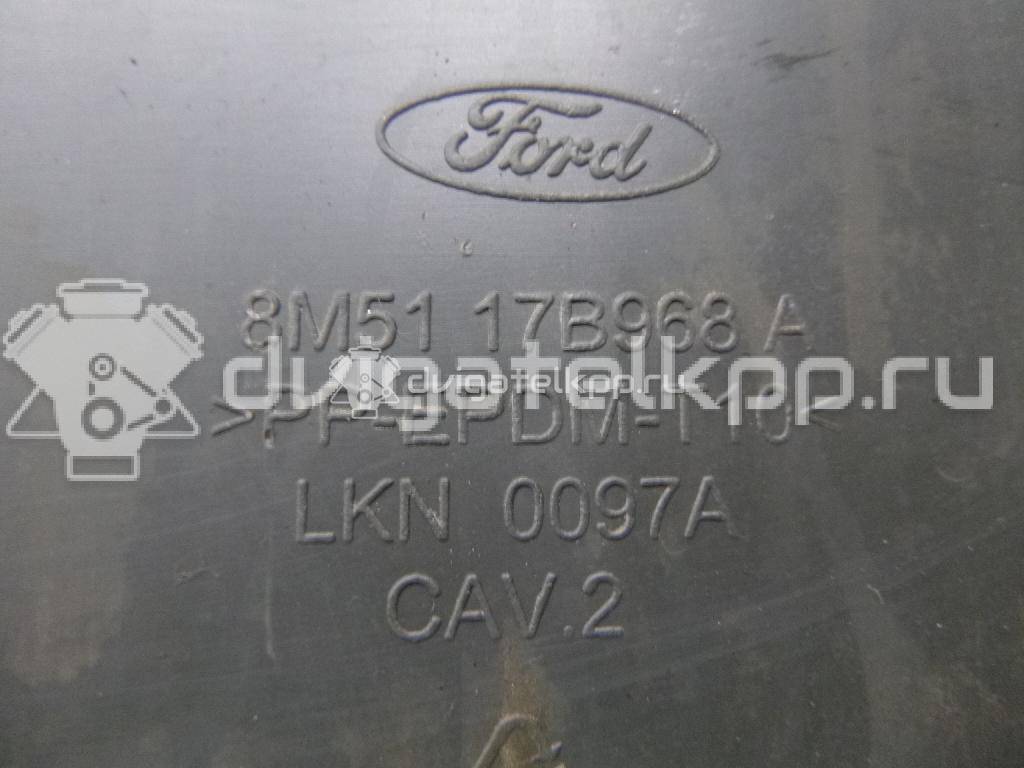 Ford
8M51 17B968 A
dvigatelkpp.ru
dvigatelkpp.ru
>PP-EPDM-T10<
LKN 0097A
CAV.2